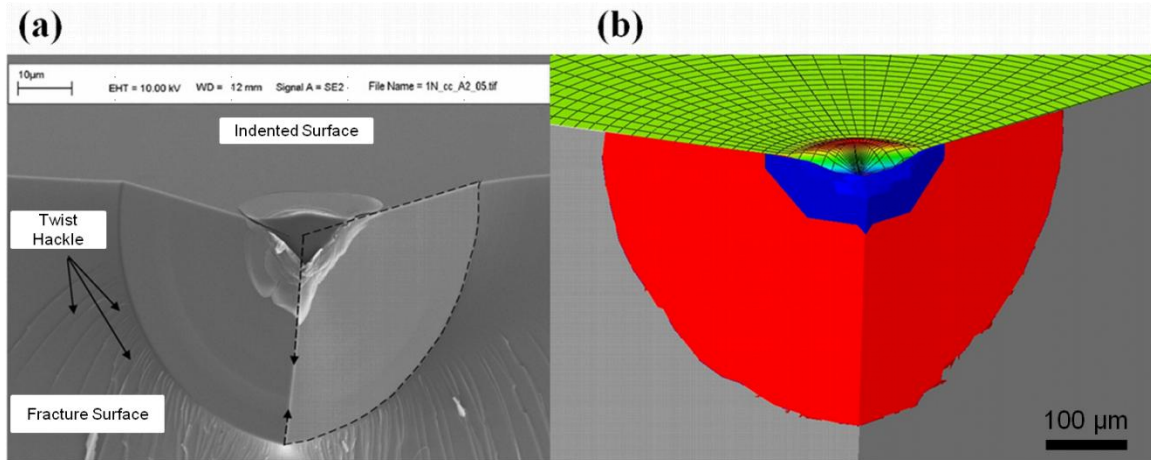 (a)
(b)
10µm
EHT = 10.00 kV WD = 12 mm Signal A = SE2 File Name = 1N_cc_A2_05.tif
Indented Surface
Twist
Hackle
Fracture Surface
100 µm